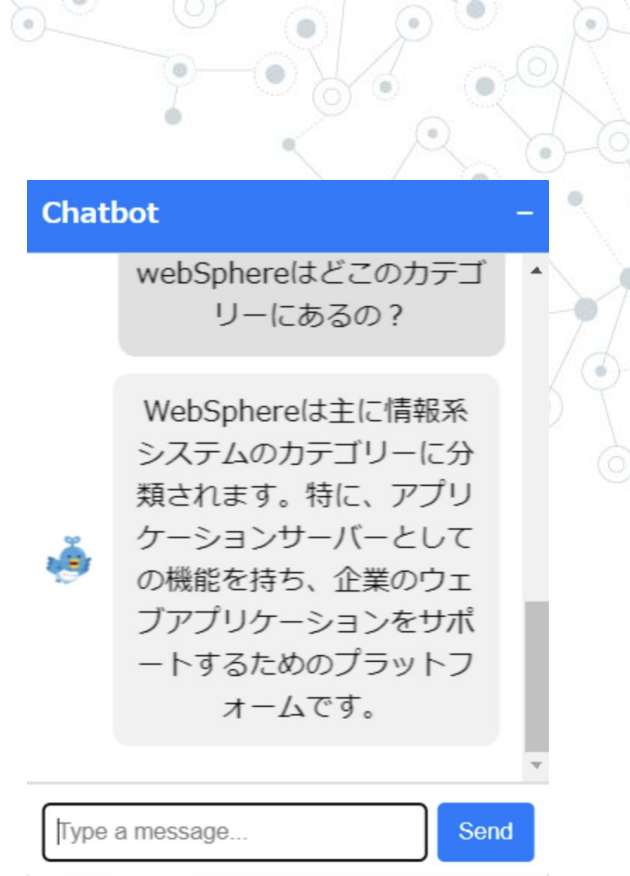 Chatbot
–
webSphereはどこのカテゴ
リーにあるの？
WebSphereは主に情報系
システムのカテゴリーに分
類されます。特に、アプリ
ケーションサーバーとして
の機能を持ち、企業のウェ
ブアプリケーションをサポ
ートするためのプラットフ
ォームです。
Type a message...
Send